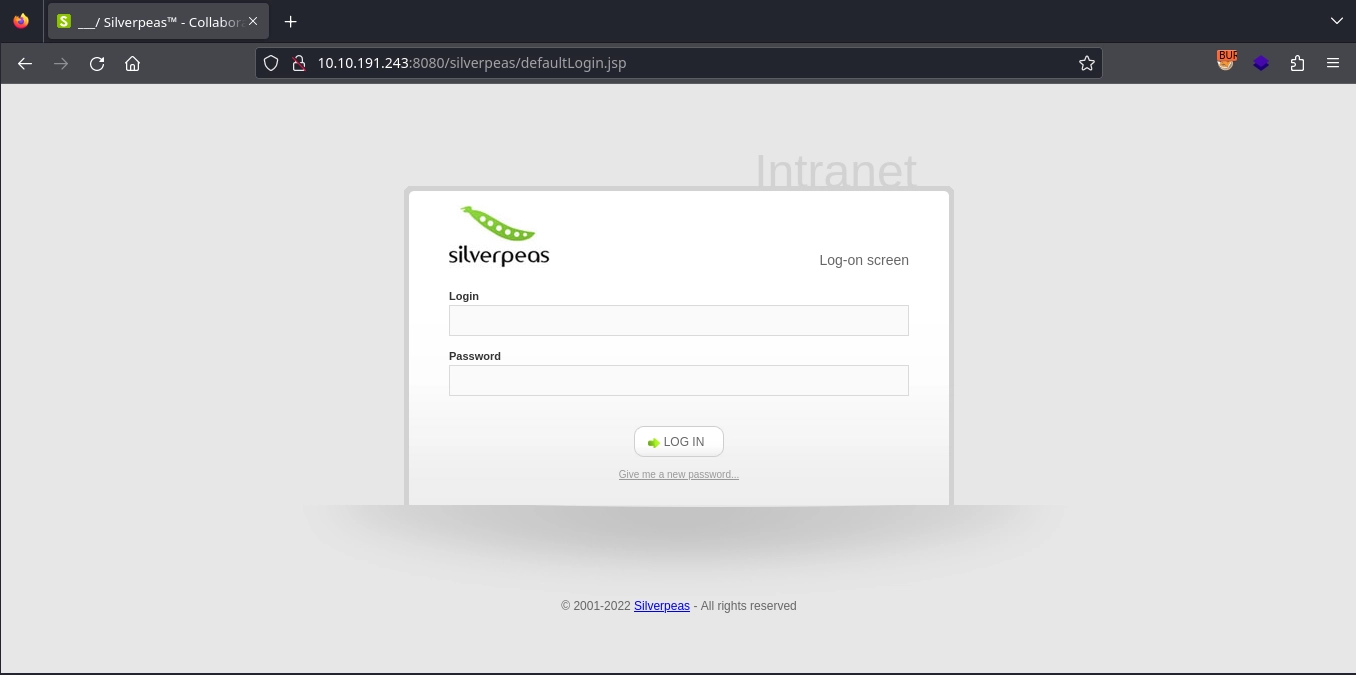 ___/ Silverpeas™ - Collabor
BUR
10.10.191.243:8080/silverpeas/defaultLogin.jsp
Intranet
silverpeas
Log-on screen
Login
Password
LOG IN
Give me a new password...
© 2001-2022 Silverpeas - All rights reserved